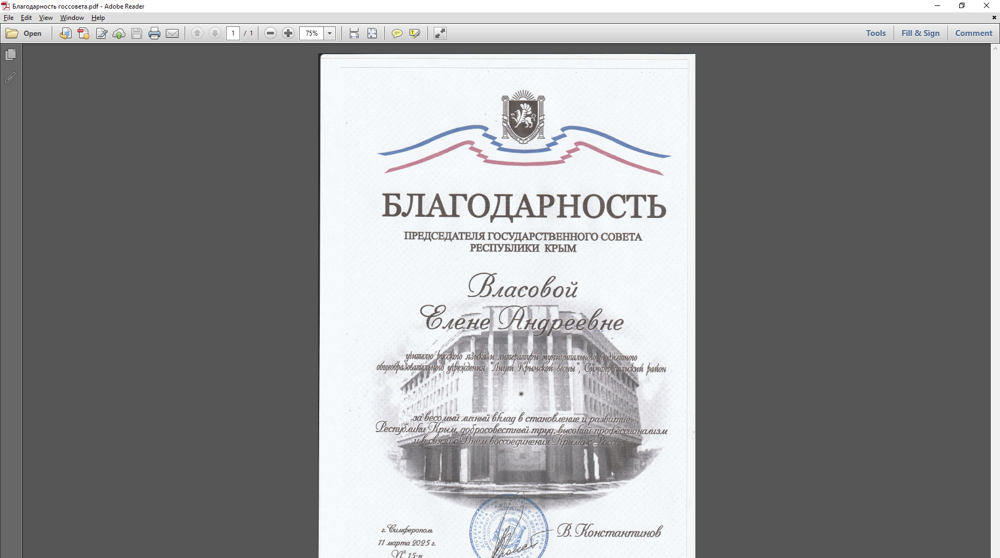 Благодарность госсовета.pdf - Adobe Reader
File Edit View Window Help
Open 1 / 1 75% Tools Fill & Sign Comment
БЛАГОДАРНОСТЬ
ПРЕДСЕДАТЕЛЯ ГОСУДАРСТВЕННОГО СОВЕТА
РЕСПУБЛИКИ КРЫМ
Власовой
Елене Андреевне
учителю русского языка и литературы муниципального бюджетного
общеобразовательного учреждения "Лицей Крымской весны", Симферопольский район
за весомый личный вклад в становление и развитие
Республики Крым, добросовестный труд, высокий профессионализм
и в связи с Днем воссоединения Крыма с Россией
г. Симферополь
В. Константинов
11 марта 2025 г.
№ 15-н